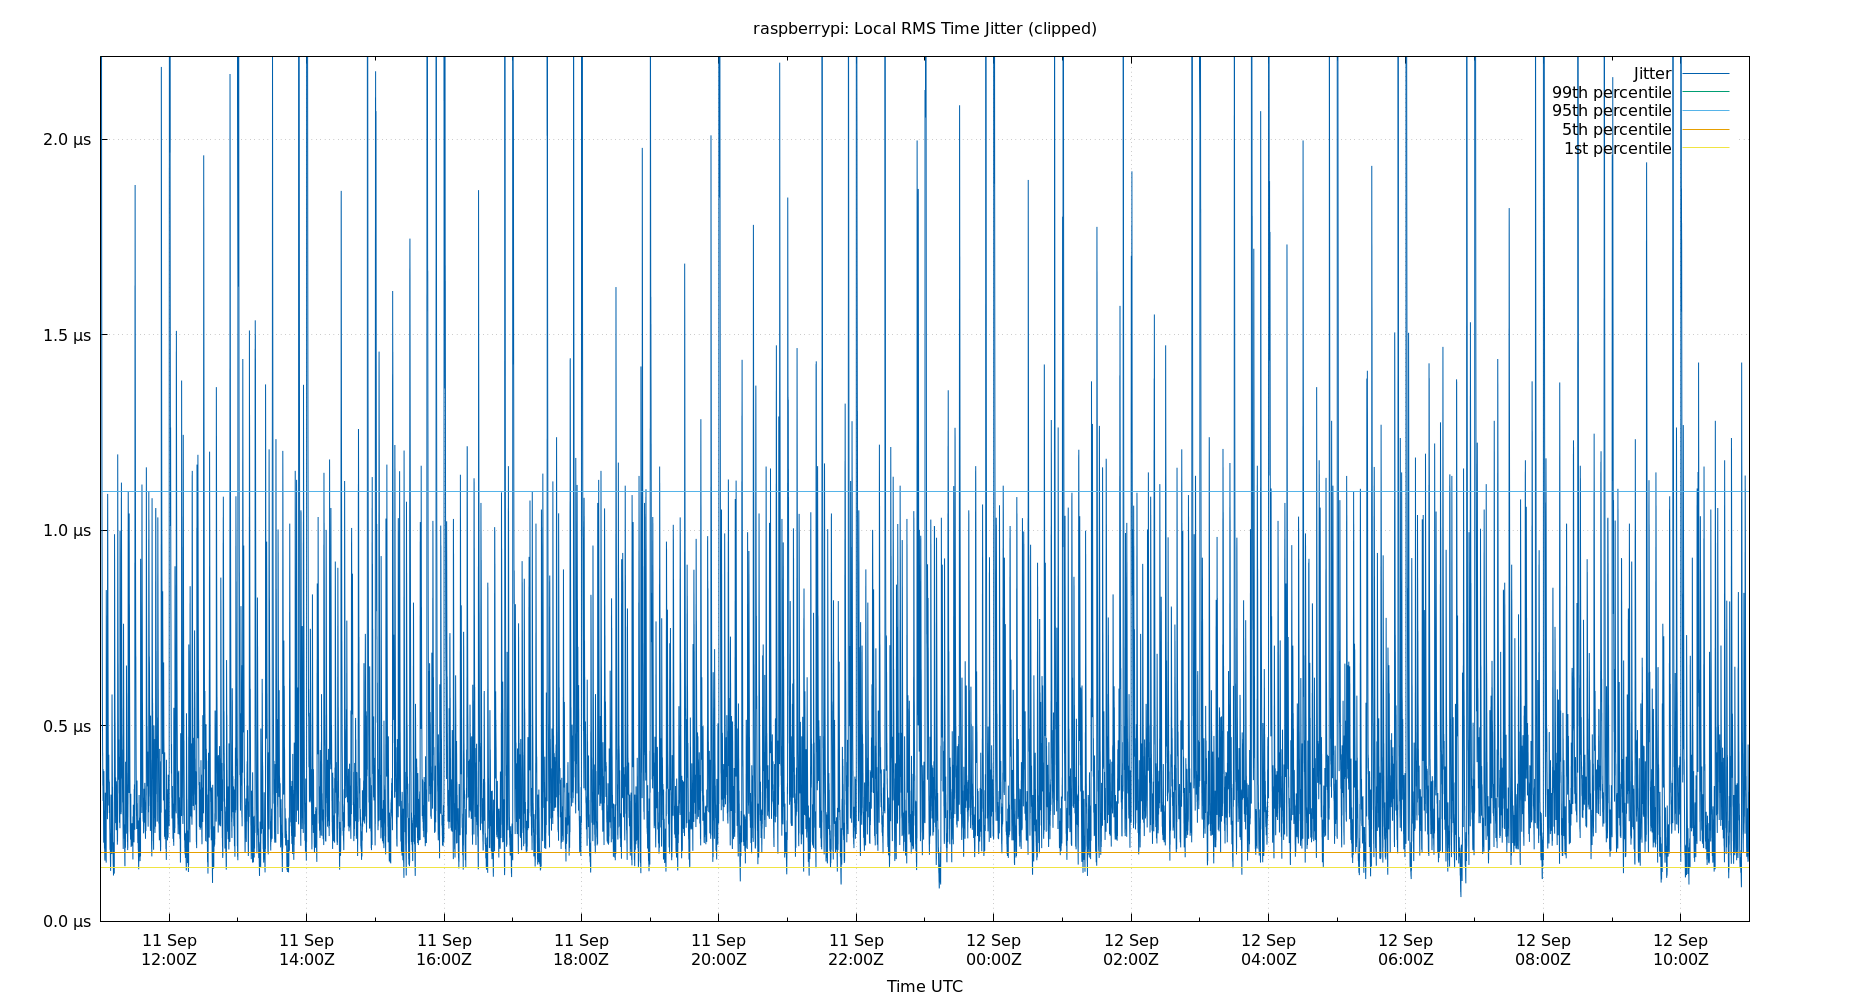 raspberrypi: Local RMS Time Jitter (clipped)
Jitter
99th percentile
95th percentile
5th percentile
1st percentile
2.0 µs
1.5 µs
1.0 µs
0.5 µs
0.0 µs
11 Sep 11 Sep 11 Sep 11 Sep 11 Sep 11 Sep 12 Sep 12 Sep 12 Sep 12 Sep 12 Sep 12 Sep
12:00Z 14:00Z 16:00Z 18:00Z 20:00Z 22:00Z 00:00Z 02:00Z 04:00Z 06:00Z 08:00Z 10:00Z
Time UTC